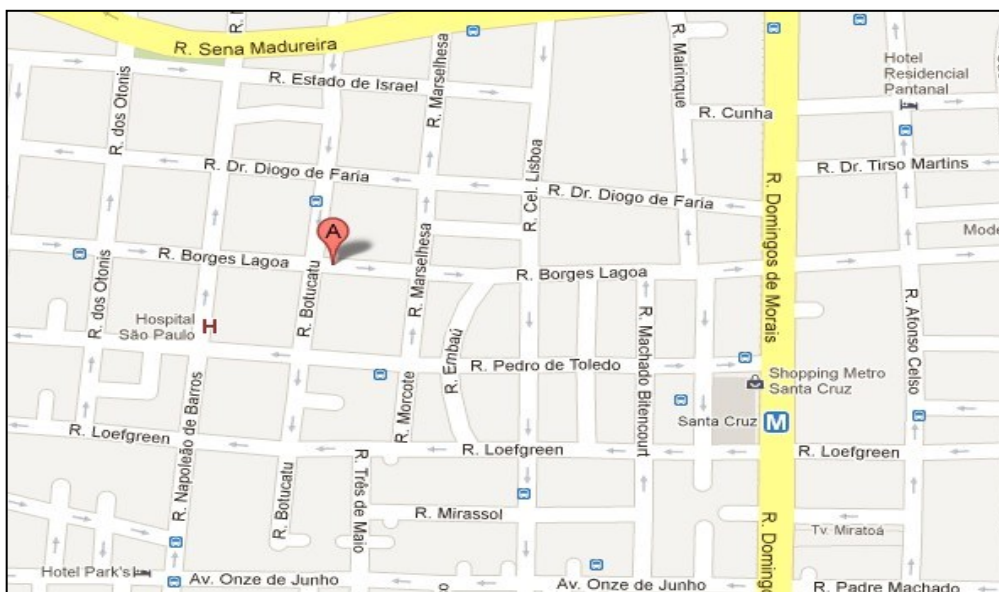 R. Sena Madureira
R. Estado de Israel
R. dos Otonis
R. Marselhesa
R. Mairinque
Hotel
Residencial
Pantanal
R. Cunha
R. Dr. Diogo de Faria
R. Cel. Lisboa
R. Dr. Diogo de Faria
R. Dr. Tirso Martins
R. Domingos de Morais
A
R. Borges Lagoa
R. Marselhesa
R. Borges Lagoa
Mode
R. dos Otonis
R. Botucatu
Hospital
São Paulo
H
R. Embaú
R. Machado Bitencourt
R. Afonso Celso
R. Pedro de Toledo
Shopping Metro
Santa Cruz
R. Napoleão de Barros
R. Morcote
Santa Cruz
M
R. Loefgreen
R. Loefgreen
R. Loefgreen
R. Botucatu
R. Três de Maio
R. Mirassol
R. Domingo
Tv. Miratoá
Hotel Park's
Av. Onze de Junho
Av. Onze de Junho
R. Padre Machado